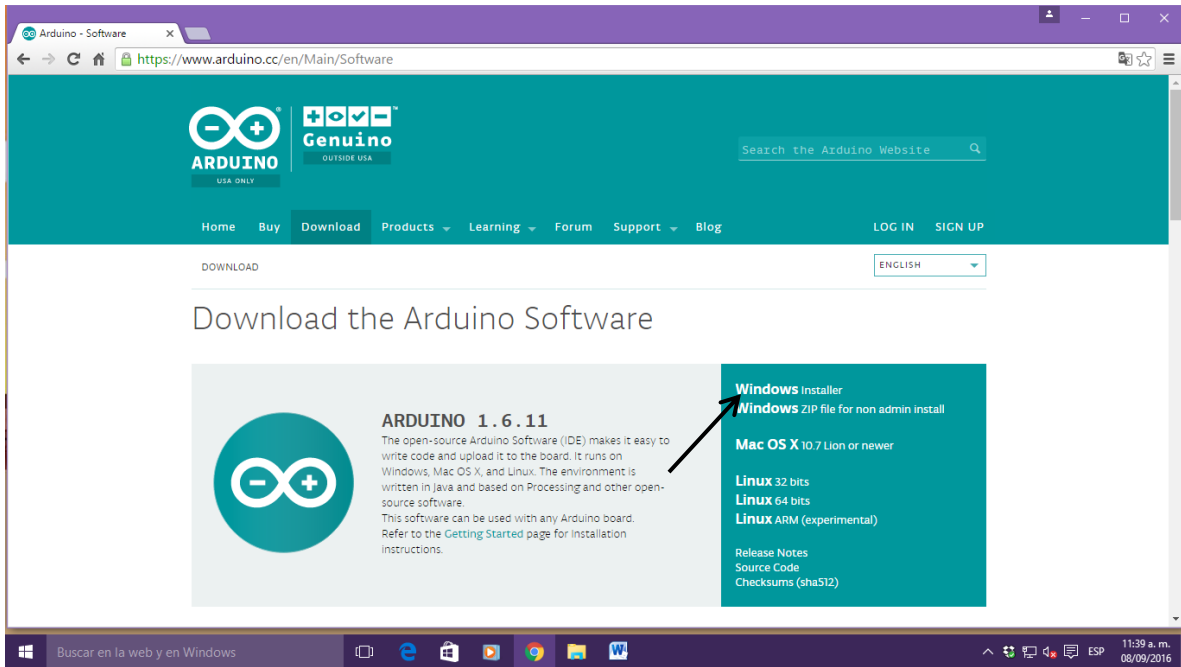 Arduino - Software
https://www.arduino.cc/en/Main/Software
ARDUINO
USA ONLY
Genuino
OUTSIDE USA
TM
Search the Arduino Website
Home Buy Download Products Learning Forum Support Blog LOG IN SIGN UP
DOWNLOAD
ENGLISH
Download the Arduino Software
ARDUINO 1.6.11
The open-source Arduino Software (IDE) makes it easy to
write code and upload it to the board. It runs on
Windows, Mac OS X, and Linux. The environment is
written in Java and based on Processing and other open-
source software.
This software can be used with any Arduino board.
Refer to the Getting Started page for Installation
instructions.
Windows Installer
Windows ZIP file for non admin install
Mac OS X 10.7 Lion or newer
Linux 32 bits
Linux 64 bits
Linux ARM (experimental)
Release Notes
Source Code
Checksums (sha512)
Buscar en la web y en Windows
ESP
11:39 a. m.
08/09/2016